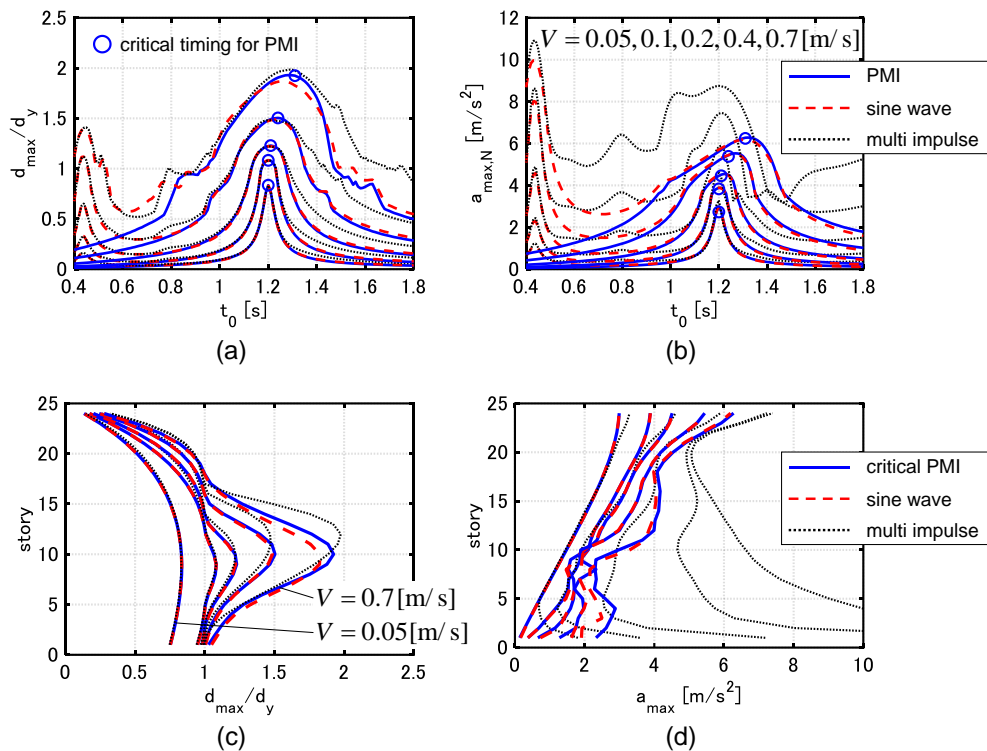 2.5
2
1.5
1
0.5
0
d_max/d_y
critical timing for PMI
0.4 0.6 0.8 1 1.2 1.4 1.6 1.8
t_0 [s]
(a)
12
10
8
6
4
2
0
a_max,N [m/s^2]
V = 0.05, 0.1, 0.2, 0.4, 0.7 [m/s]
PMI
sine wave
multi impulse
0.4 0.6 0.8 1 1.2 1.4 1.6 1.8
t_0 [s]
(b)
25
20
15
10
5
0
story
V = 0.7 [m/s]
V = 0.05 [m/s]
0 0.5 1 1.5 2 2.5
d_max/d_y
(c)
25
20
15
10
5
0
story
critical PMI
sine wave
multi impulse
0 2 4 6 8 10
a_max [m/s^2]
(d)